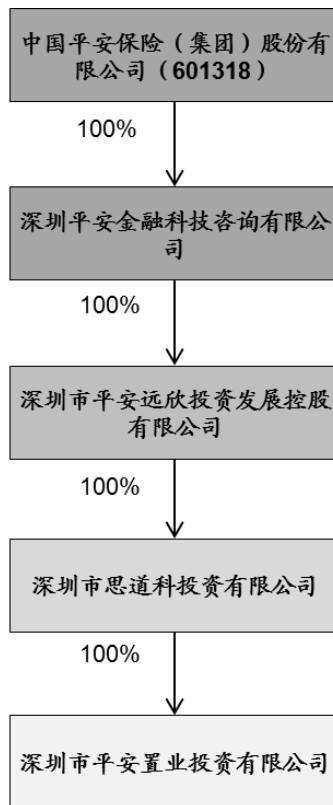 中国平安保险（集团）股份有
限公司（601318）
100%
深圳平安金融科技咨询有限公
司
100%
深圳市平安远欣投资发展控股
有限公司
100%
深圳市思道科投资有限公司
100%
深圳市平安置业投资有限公司